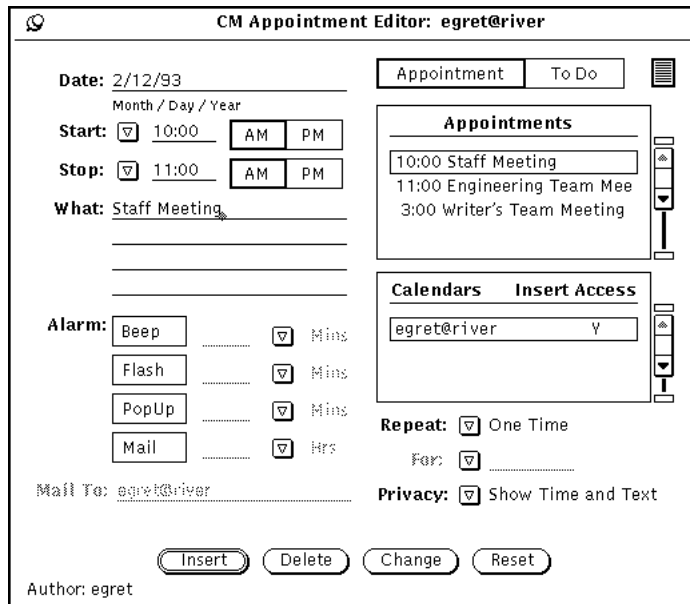 CM Appointment Editor: egret@river
Date: 2/12/93
Month / Day / Year
Start: 10:00 AM PM
Stop: 11:00 AM PM
What: Staff Meeting
Alarm: Beep Mins
Flash Mins
PopUp Mins
Mail Hrs
Mail To: egret@river
Appointment To Do
Appointments
10:00 Staff Meeting
11:00 Engineering Team Mee
3:00 Writer's Team Meeting
Calendars Insert Access
egret@river Y
Repeat: One Time
For:
Privacy: Show Time and Text
Insert Delete Change Reset
Author: egret